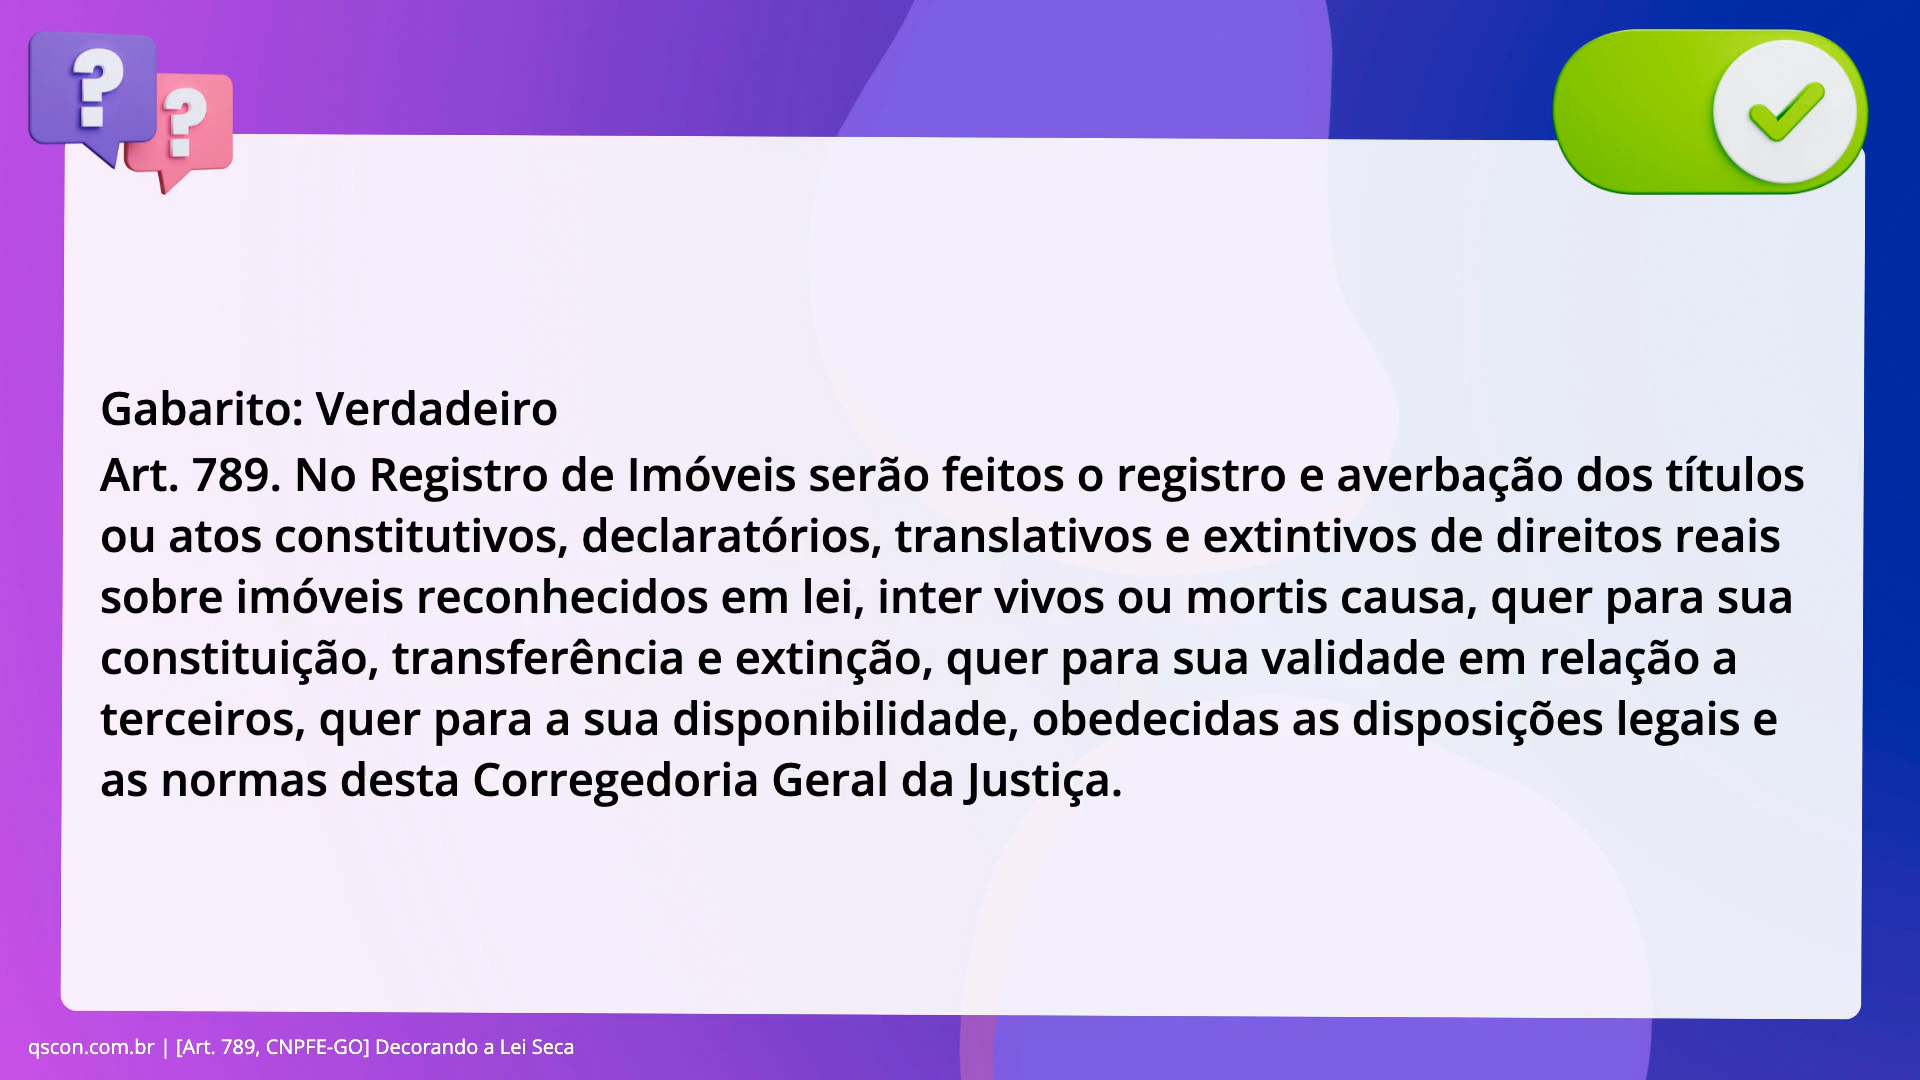 Gabarito: Verdadeiro
Art. 789. No Registro de Imóveis serão feitos o registro e averbação dos títulos
ou atos constitutivos, declaratórios, translativos e extintivos de direitos reais
sobre imóveis reconhecidos em lei, inter vivos ou mortis causa, quer para sua
constituição, transferência e extinção, quer para sua validade em relação a
terceiros, quer para a sua disponibilidade, obedecidas as disposições legais e
as normas desta Corregedoria Geral da Justiça.
qscon.com.br | [Art. 789, CNPFE-GO] Decorando a Lei Seca